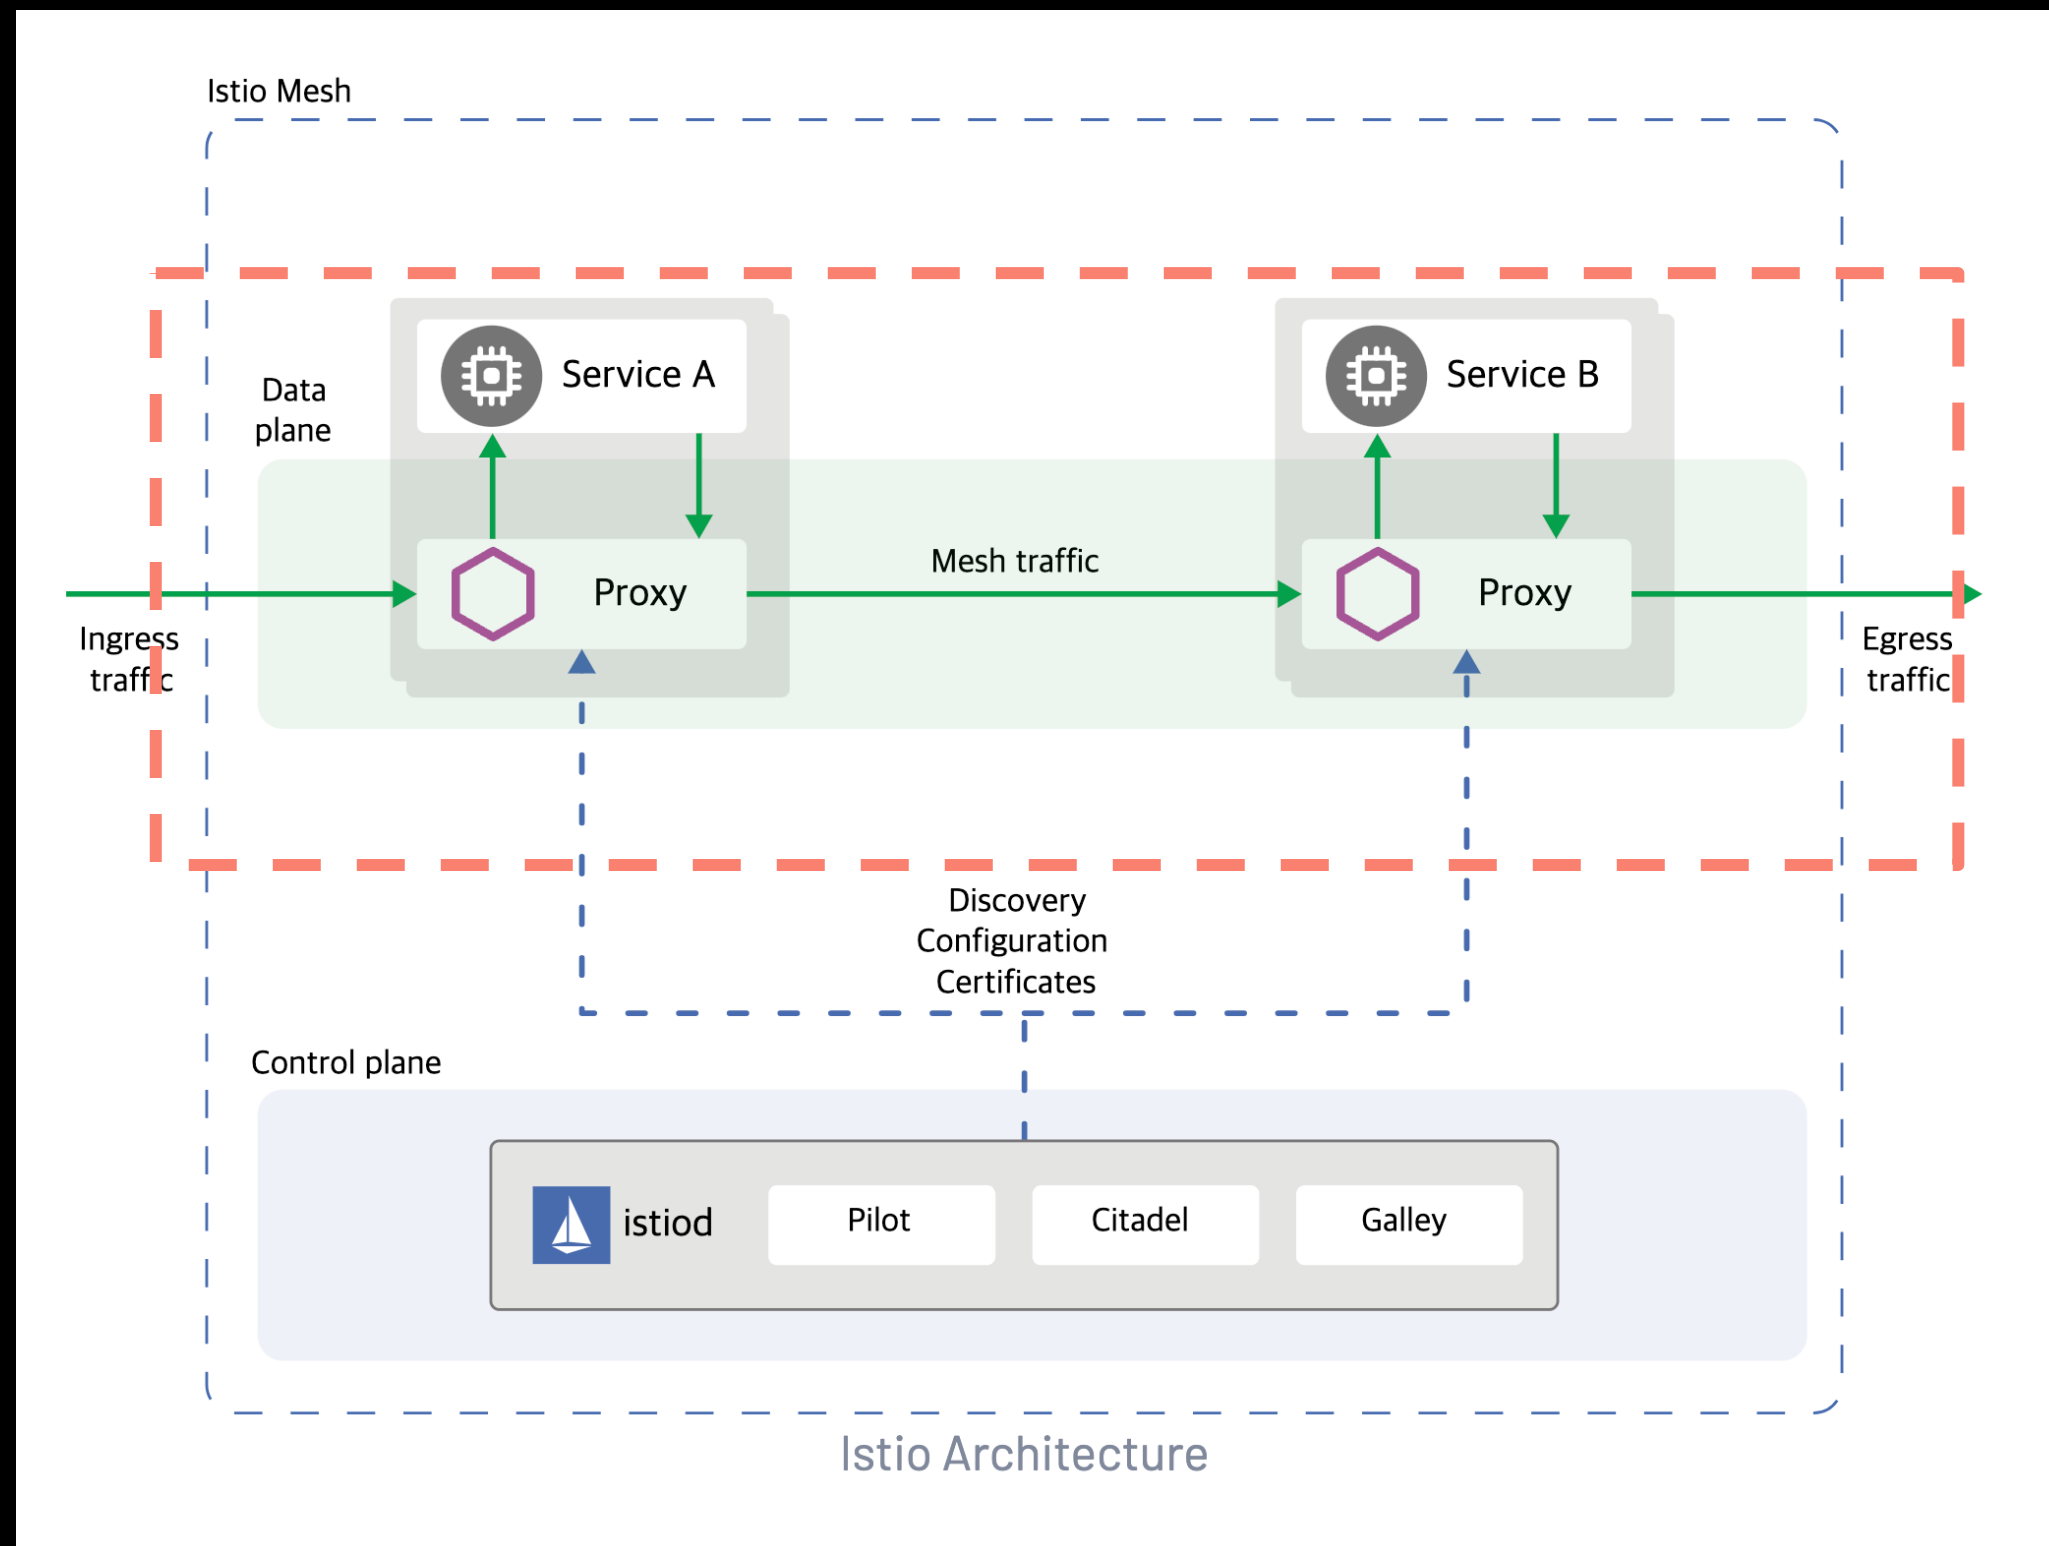 Istio Mesh
Service A
Service B
Data
plane
Mesh traffic
Proxy
Proxy
Ingress
traffic
Egress
traffic
Discovery
Configuration
Certificates
Control plane
istiod
Pilot
Citadel
Galley
Istio Architecture